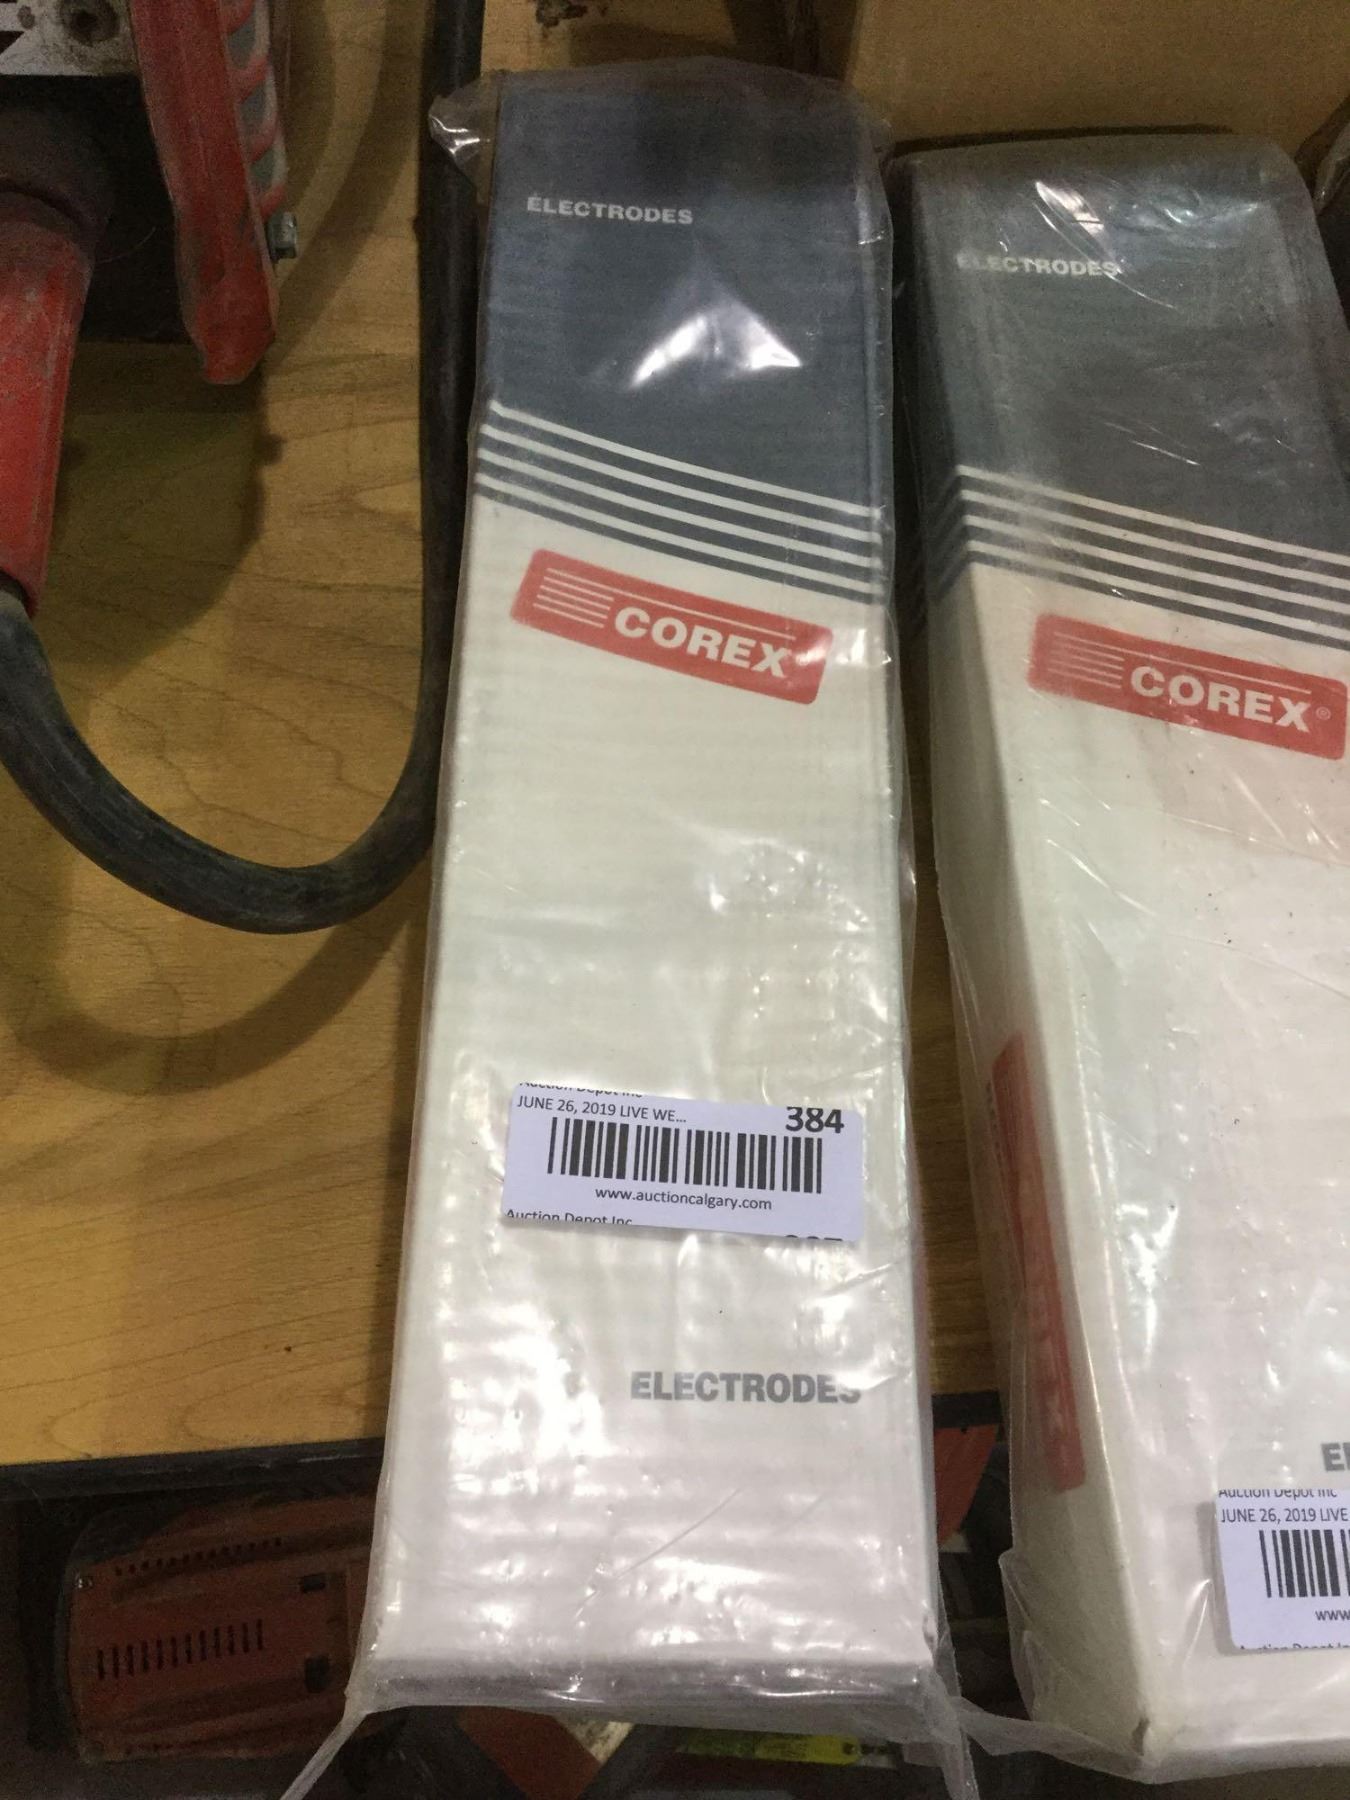 ELECTRODES
COREX
Auction Depot Inc
JUNE 26, 2019 LIVE WE...
384
www.auctioncalgary.com
Auction Depot Inc
ELECTRODES
ELECTRODES
COREX®
Auction Depot Inc
JUNE 26, 2019 LIVE
www